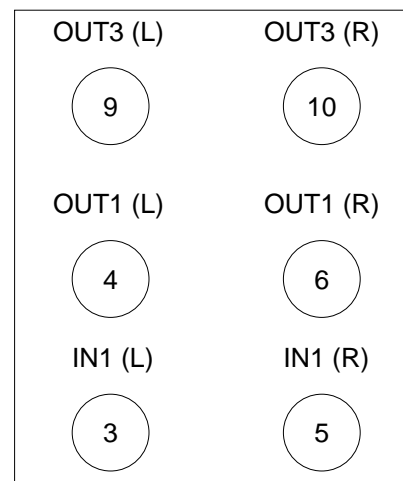 OUT3 (L) OUT3 (R)
9 10
OUT1 (L) OUT1 (R)
4 6
IN1 (L) IN1 (R)
3 5